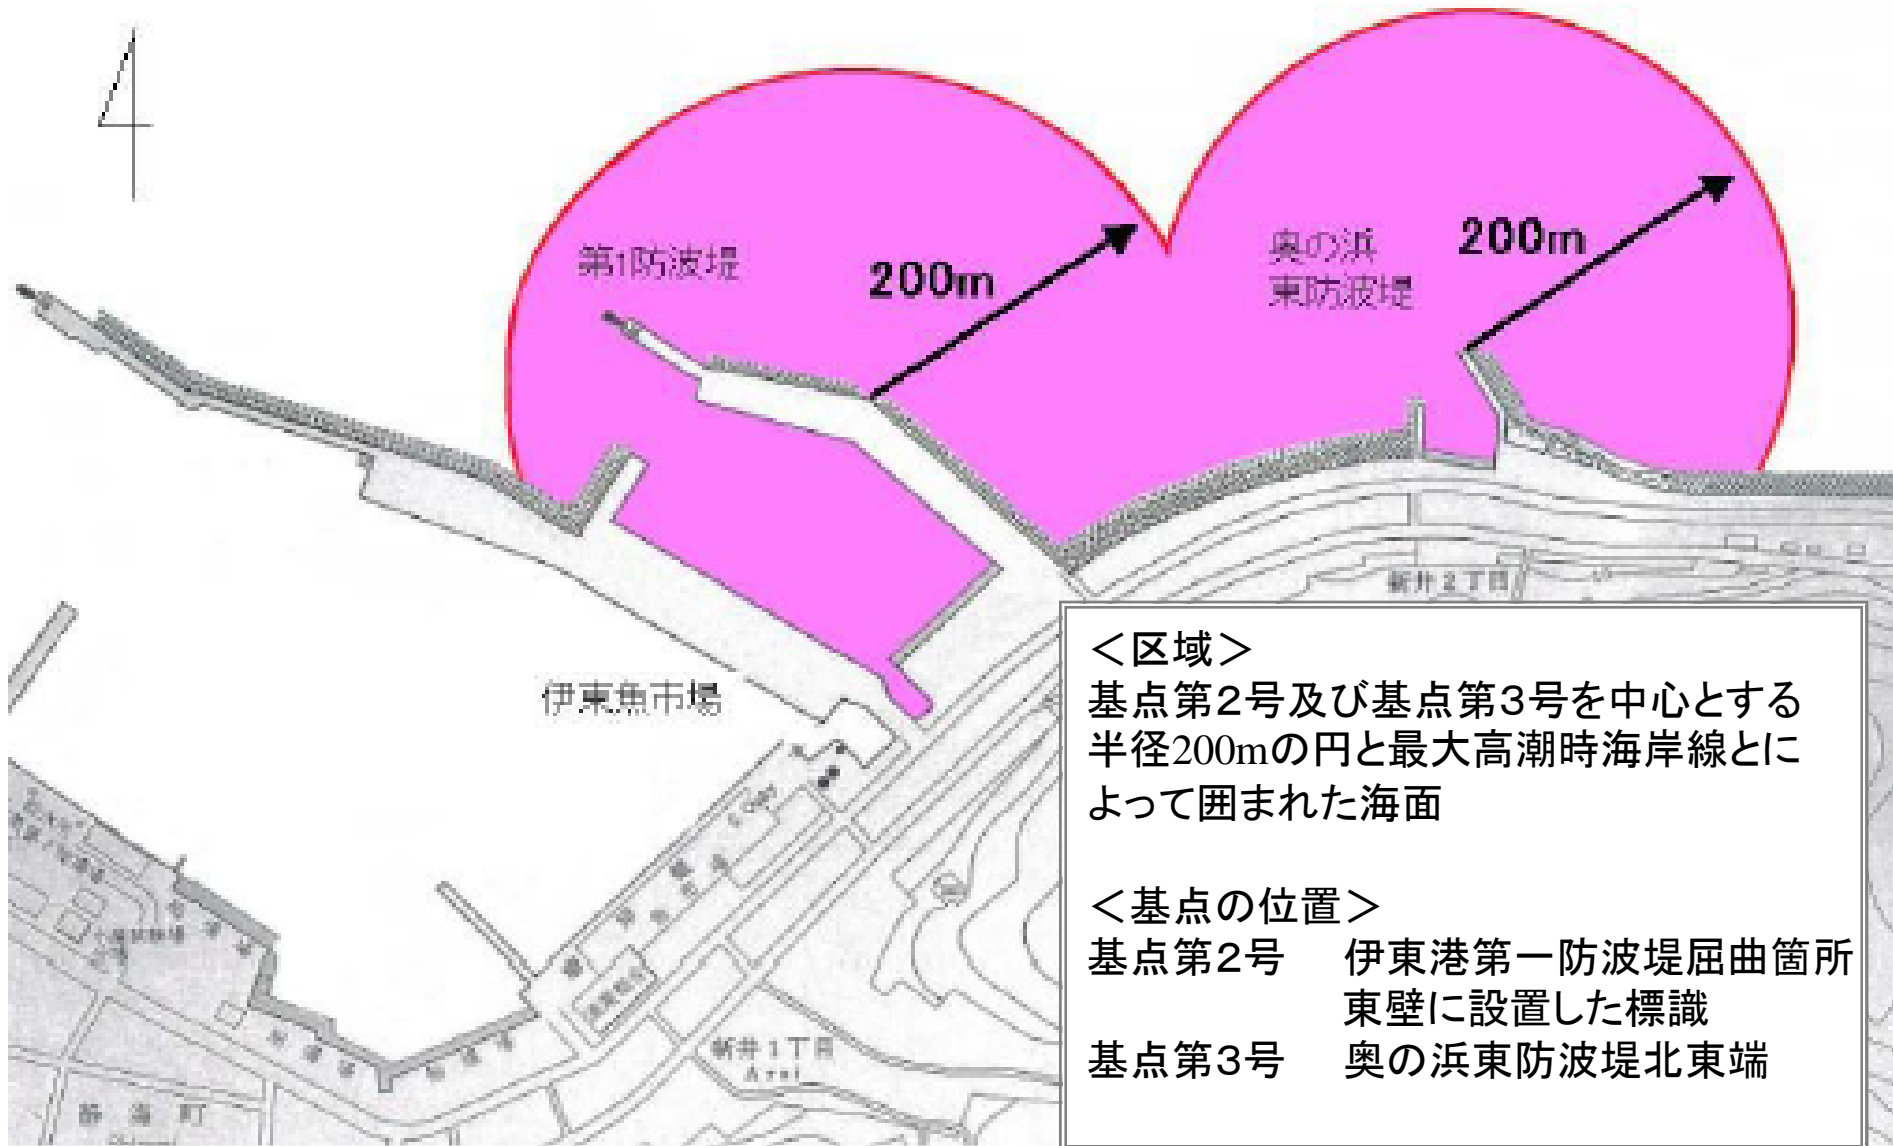 第1防波堤
200m
奥の浜
東防波堤
200m
新井2丁目
伊東魚市場
＜区域＞
基点第２号及び基点第３号を中心とする
半径200mの円と最大高潮時海岸線とに
よって囲まれた海面
＜基点の位置＞
基点第２号 伊東港第一防波堤屈曲箇所
東壁に設置した標識
基点第３号 奥の浜東防波堤北東端
新井1丁目
Arai
静海町